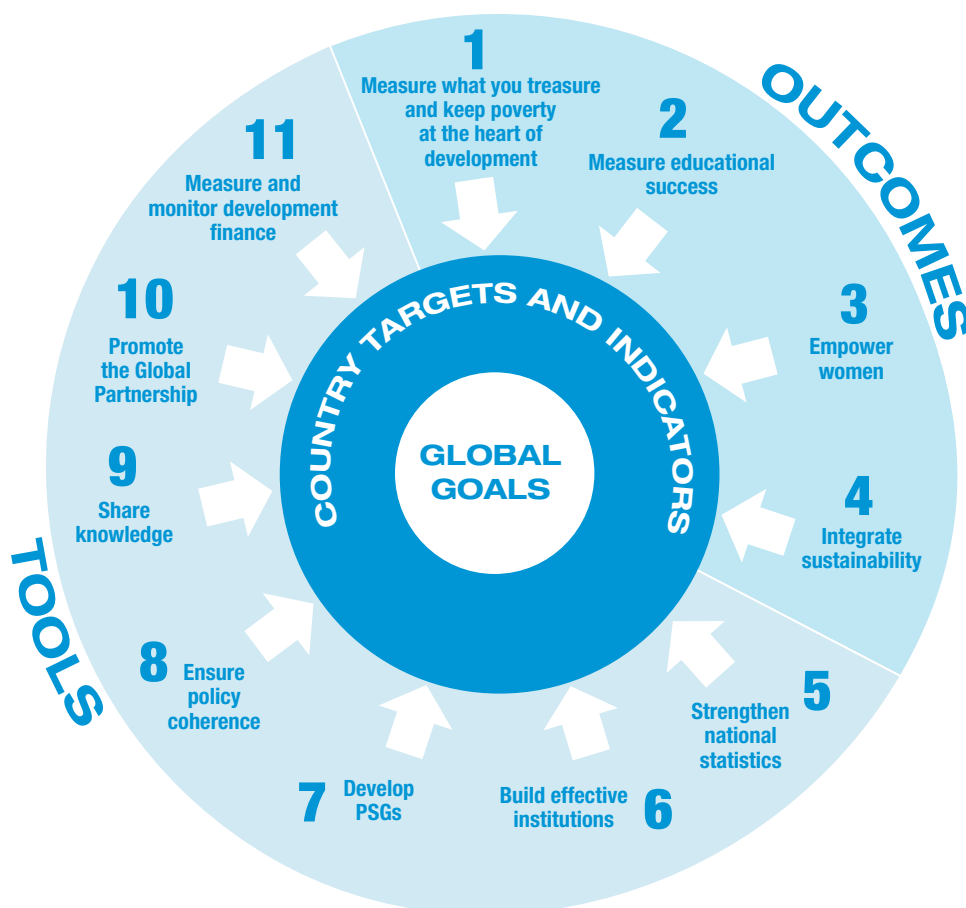 OUTCOMES
1
Measure what you treasure
and keep poverty
at the heart of
development
2
Measure educational
success
3
Empower
women
4
Integrate
sustainability
TOOLS
5
Strengthen
national
statistics
6
Build effective
institutions
7
Develop
PSGs
8
Ensure
policy
coherence
9
Share
knowledge
10
Promote
the Global
Partnership
11
Measure and
monitor development
finance
COUNTRY TARGETS AND INDICATORS
GLOBAL
GOALS